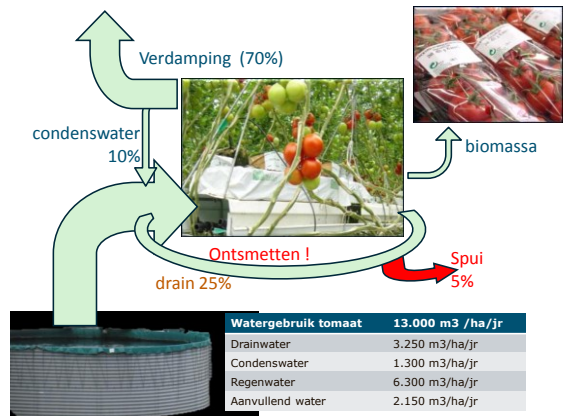 Verdamping (70%)
condenswater
10%
biomassa
Ontsmetten !
drain 25%
Spui
5%
Watergebruik tomaat 13.000 m3 /ha/jr
Drainwater 3.250 m3/ha/jr
Condenswater 1.300 m3/ha/jr
Regenwater 6.300 m3/ha/jr
Aanvullend water 2.150 m3/ha/jr